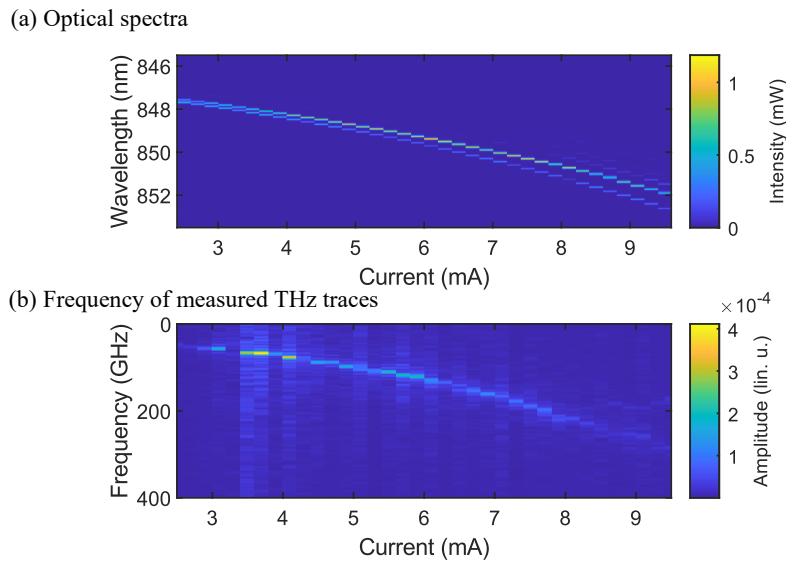 (a) Optical spectra
846
848
850
852
Wavelength (nm)
3 4 5 6 7 8 9
Current (mA)
1
0.5
0
Intensity (mW)
(b) Frequency of measured THz traces
0
200
400
Frequency (GHz)
3 4 5 6 7 8 9
Current (mA)
×10⁻⁴
4
3
2
1
Amplitude (lin. u.)